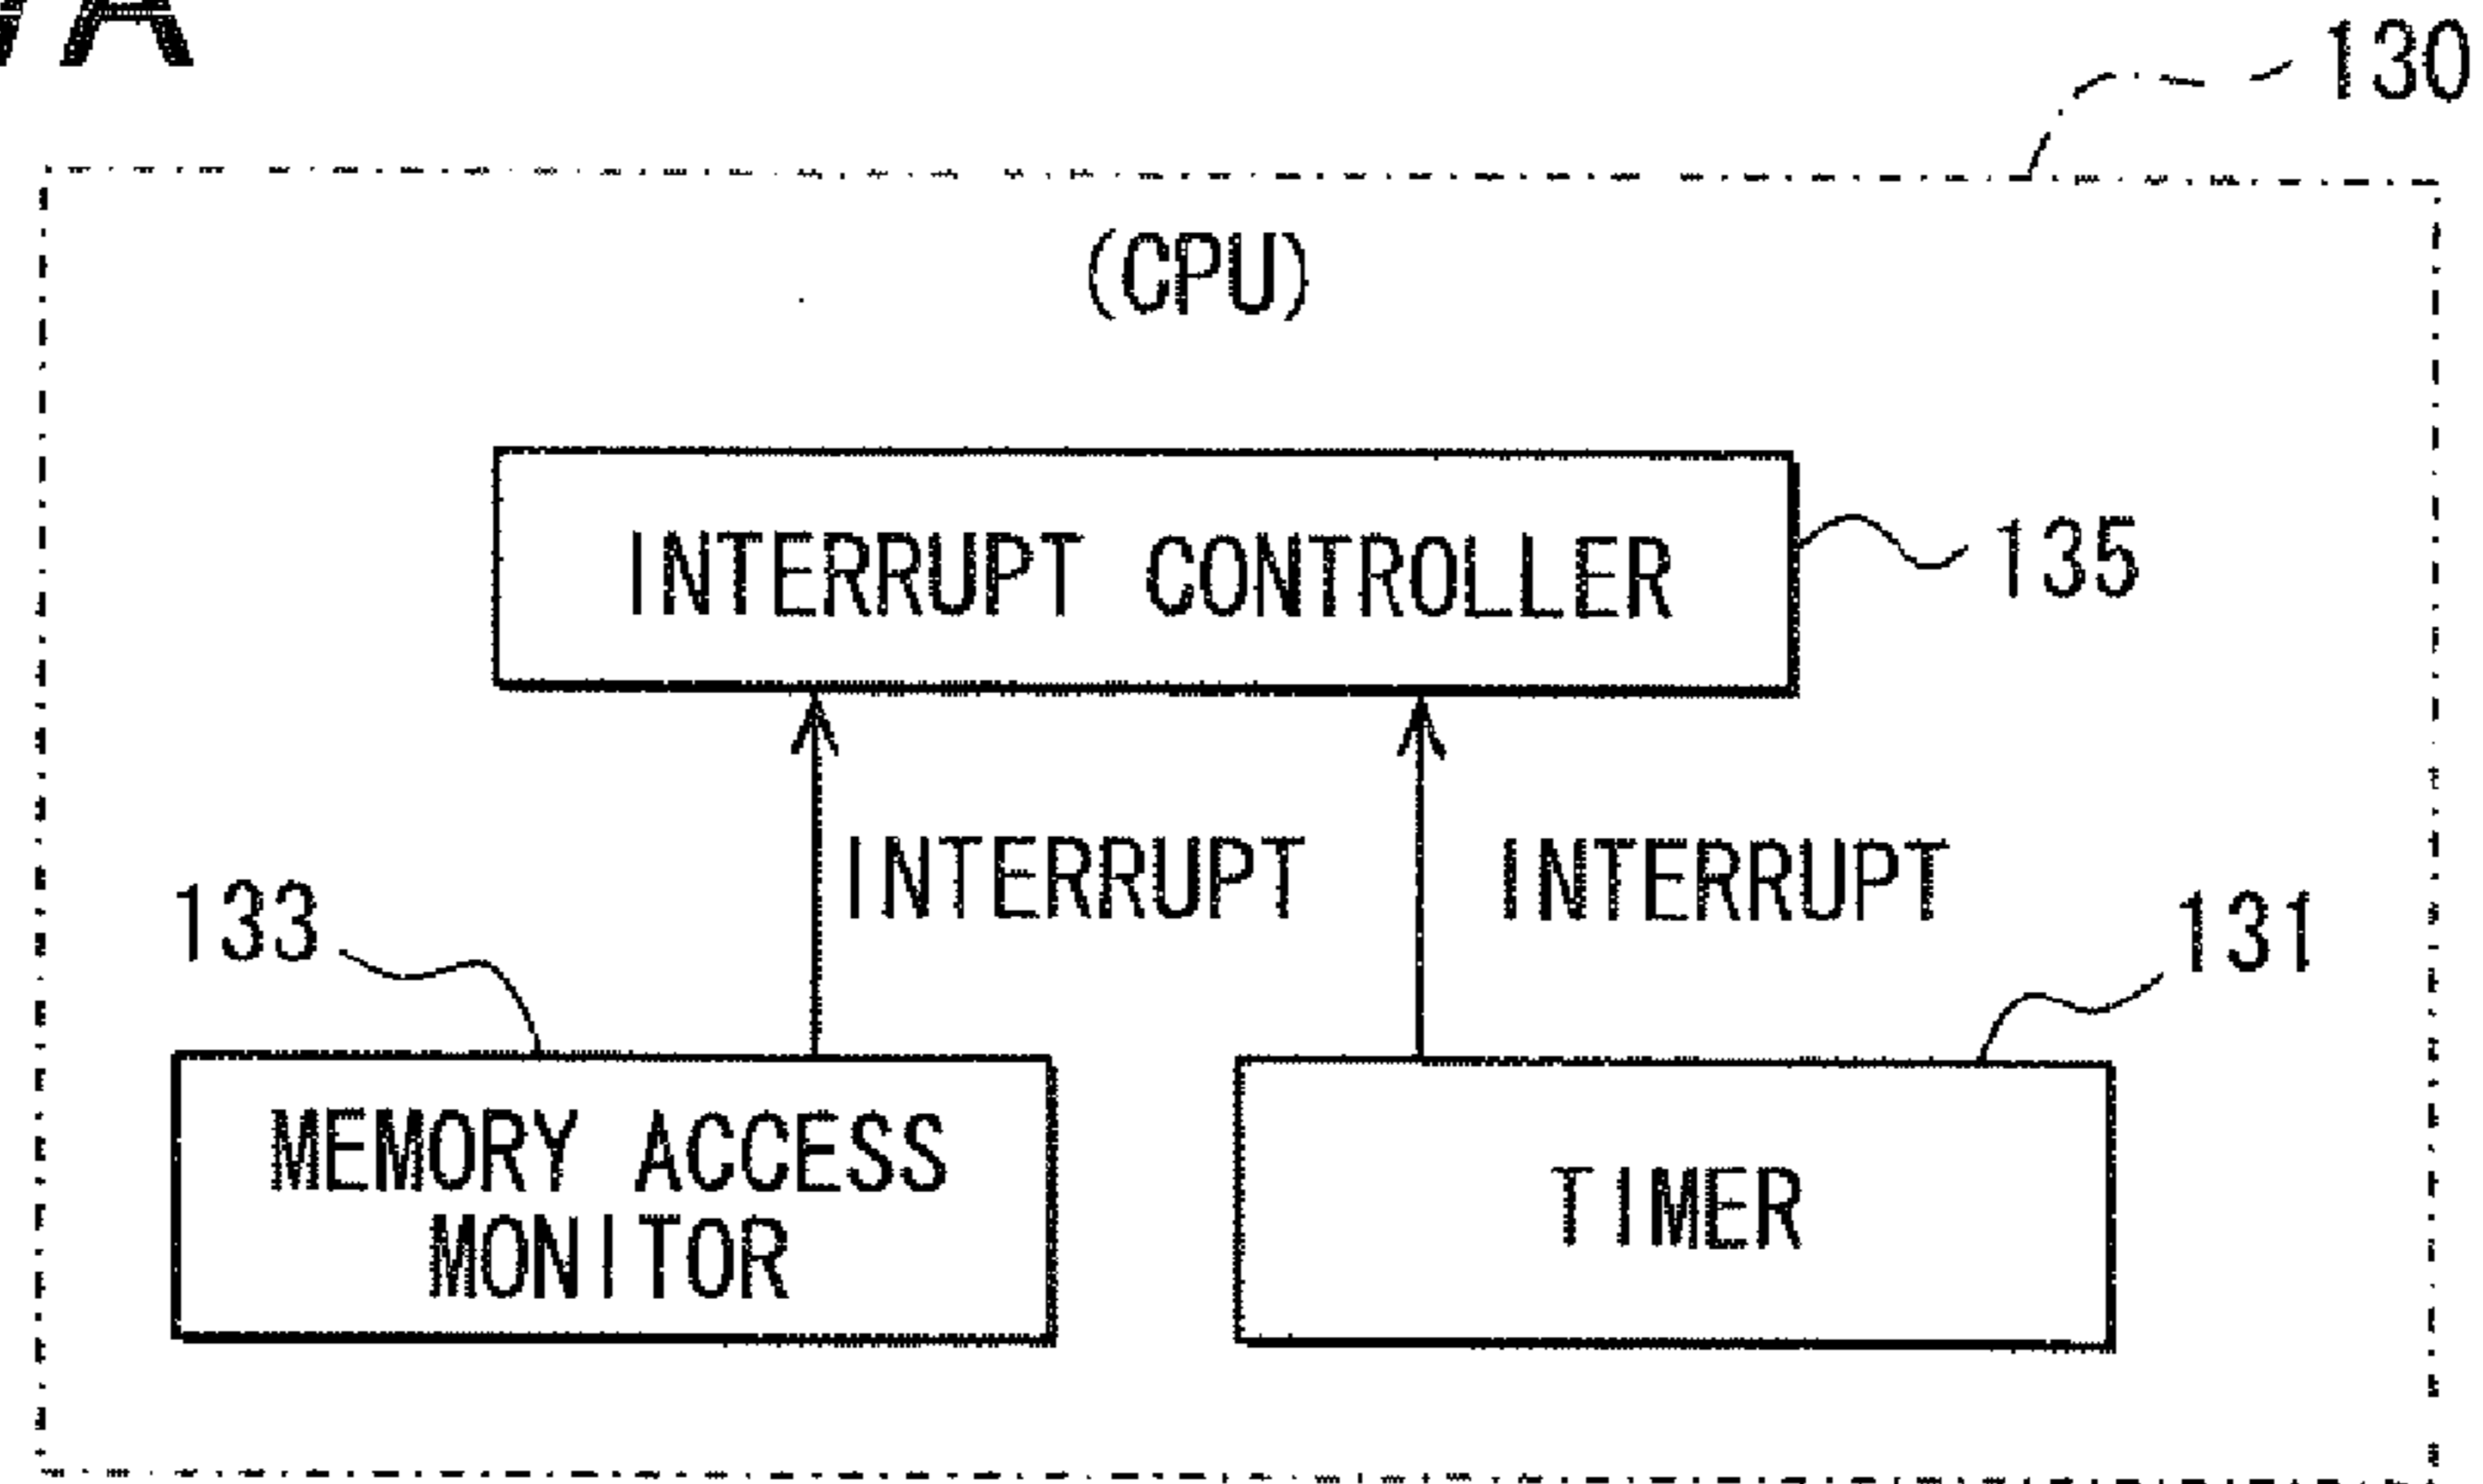 130
(CPU)
INTERRUPT CONTROLLER
135
INTERRUPT
INTERRUPT
133
131
MEMORY ACCESS
MONITOR
TIMER